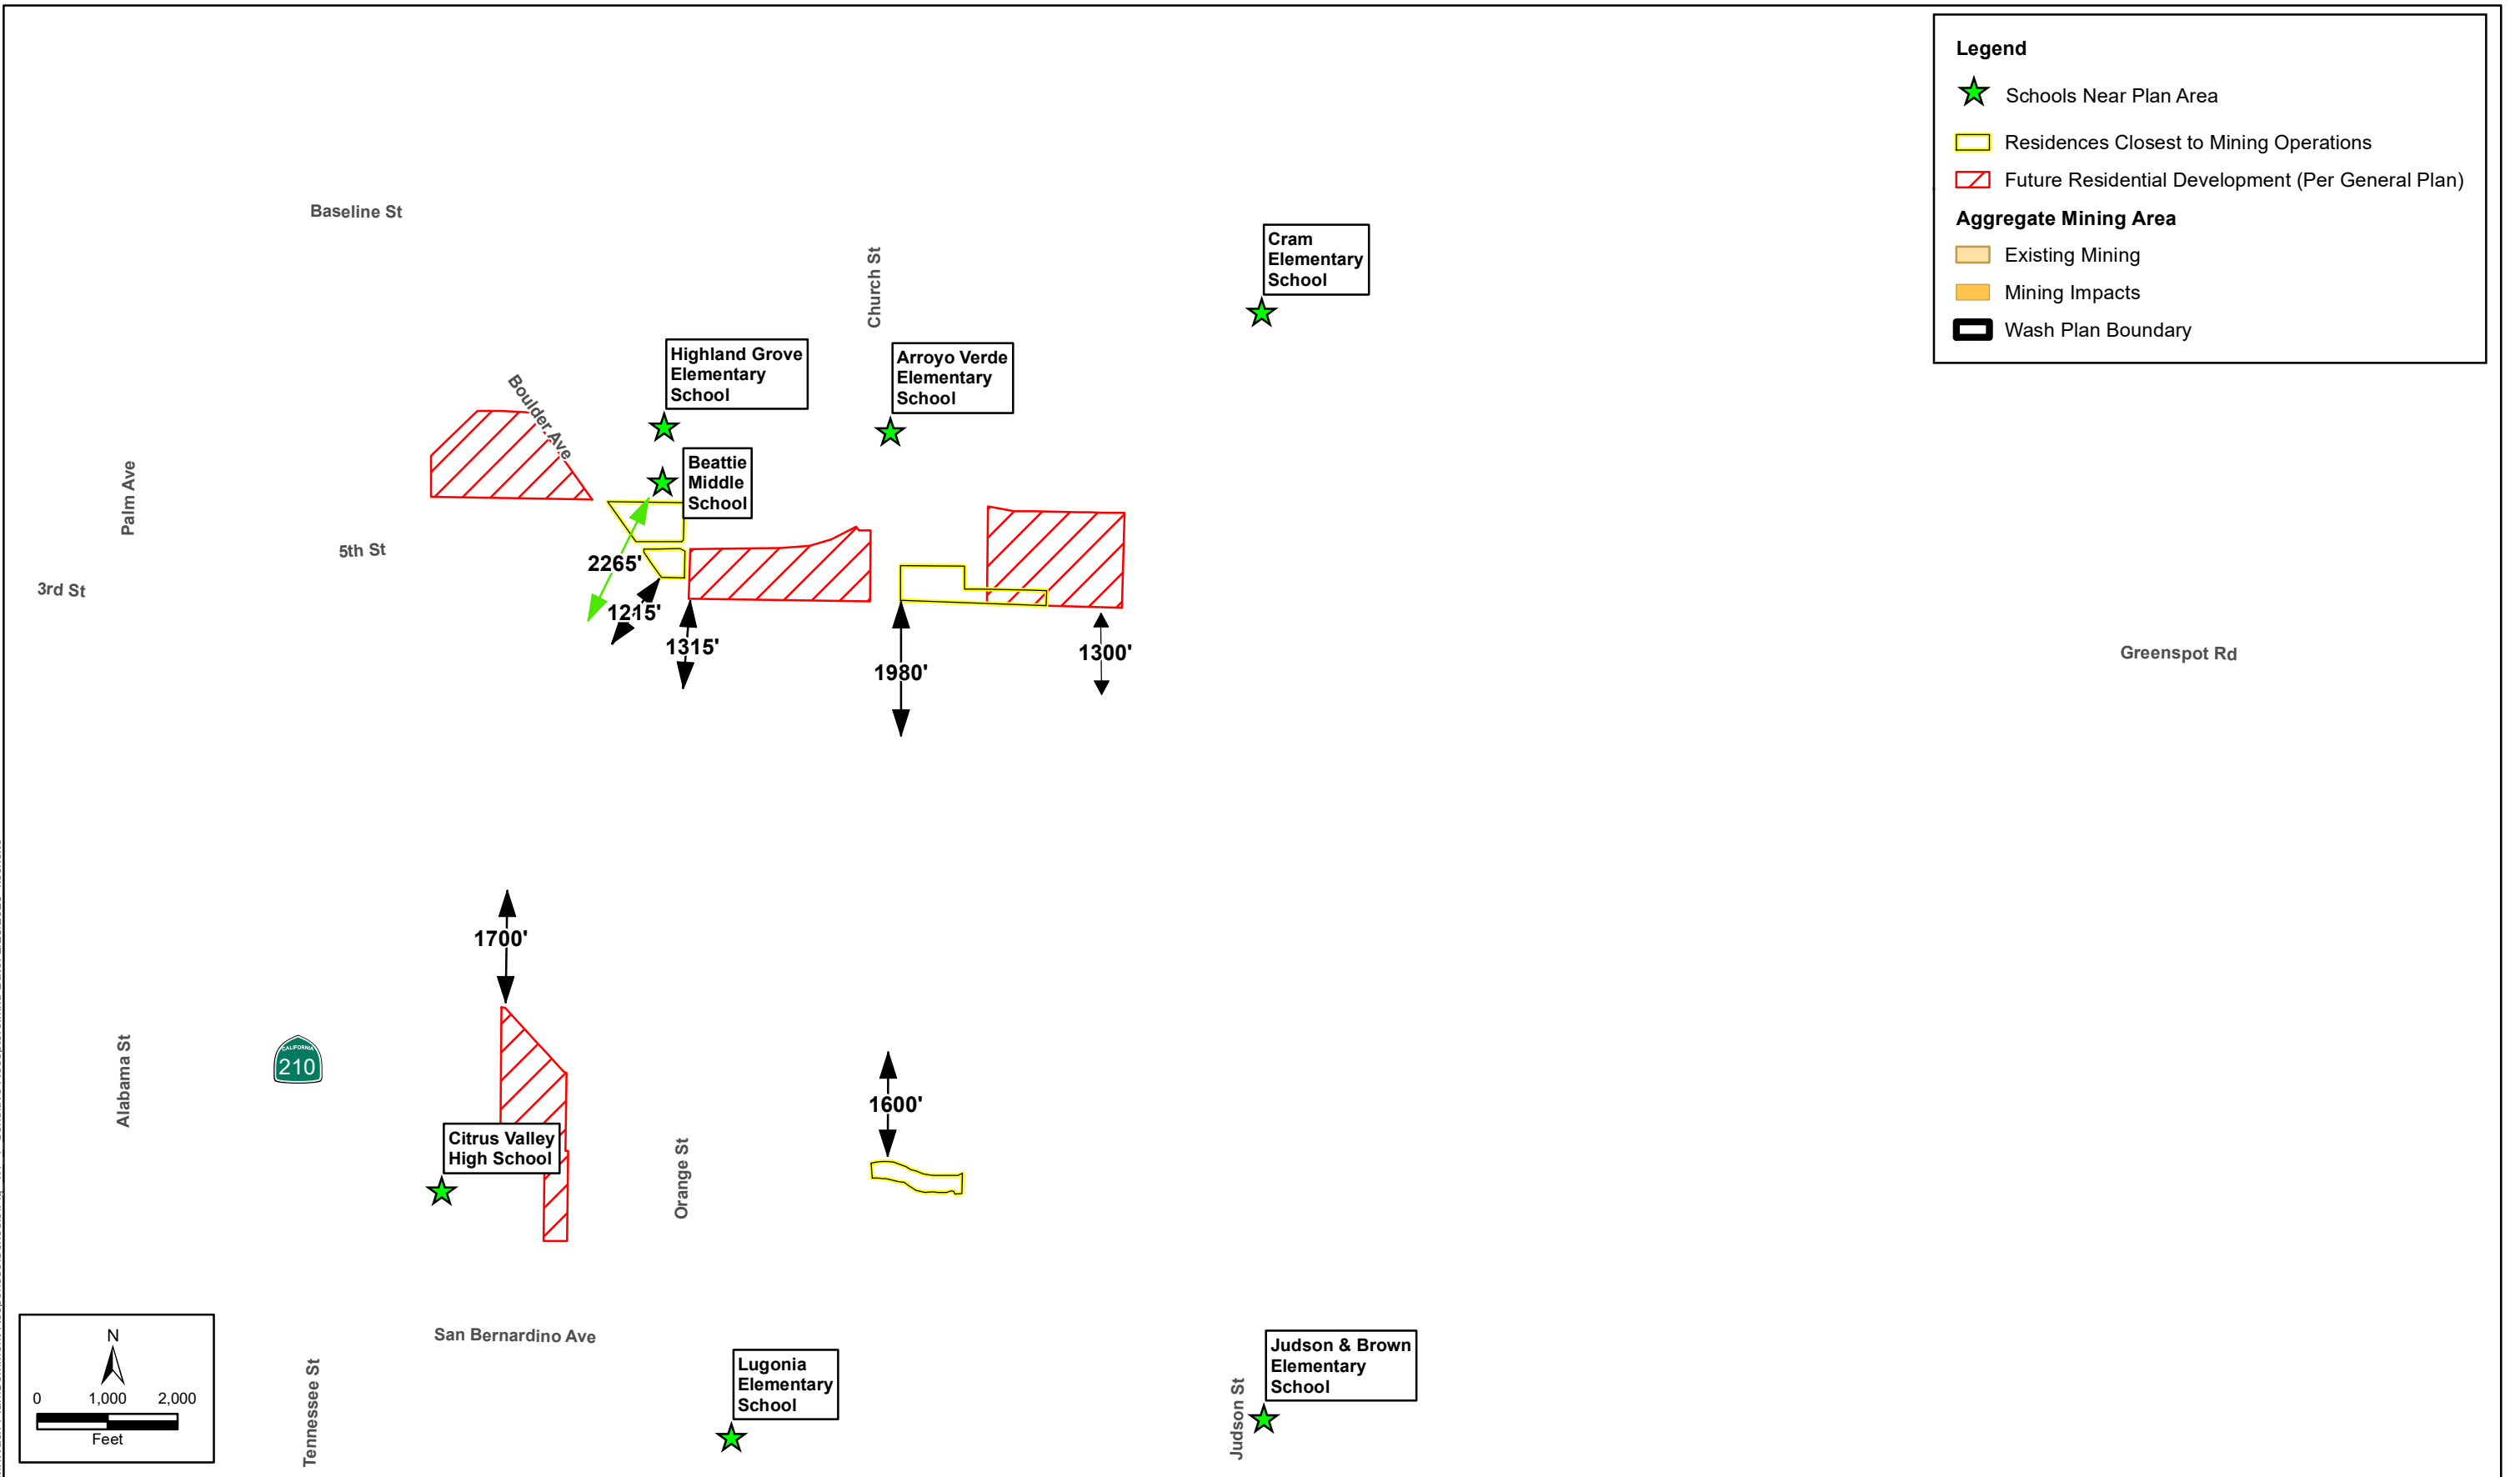 Legend
Schools Near Plan Area
Residences Closest to Mining Operations
Future Residential Development (Per General Plan)
Aggregate Mining Area
Existing Mining
Mining Impacts
Wash Plan Boundary
Baseline St
Church St
Cram
Elementary
School
Highland Grove
Elementary
School
Arroyo Verde
Elementary
School
Boulder Ave
Beattie
Middle
School
Palm Ave
5th St
3rd St
2265'
1215'
1315'
1980'
1300'
Greenspot Rd
1700'
Alabama St
CALIFORNIA
210
1600'
Citrus Valley
High School
Orange St
San Bernardino Ave
Tennessee St
Lugonia
Elementary
School
Judson & Brown
Elementary
School
Judson St
N
0 1,000 2,000
Feet